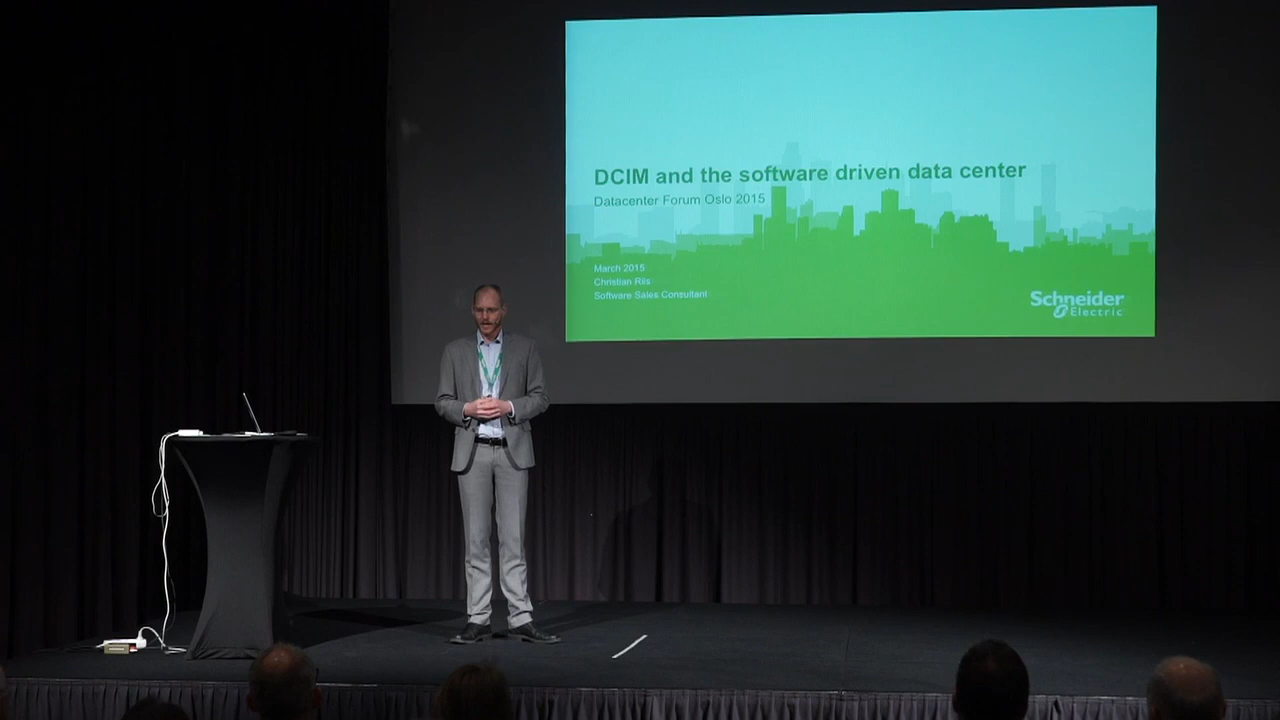 DCIM and the software driven data center
Datacenter Forum Oslo 2015
March 2015
Christian Riis
Software Sales Consultant
Schneider
Electric